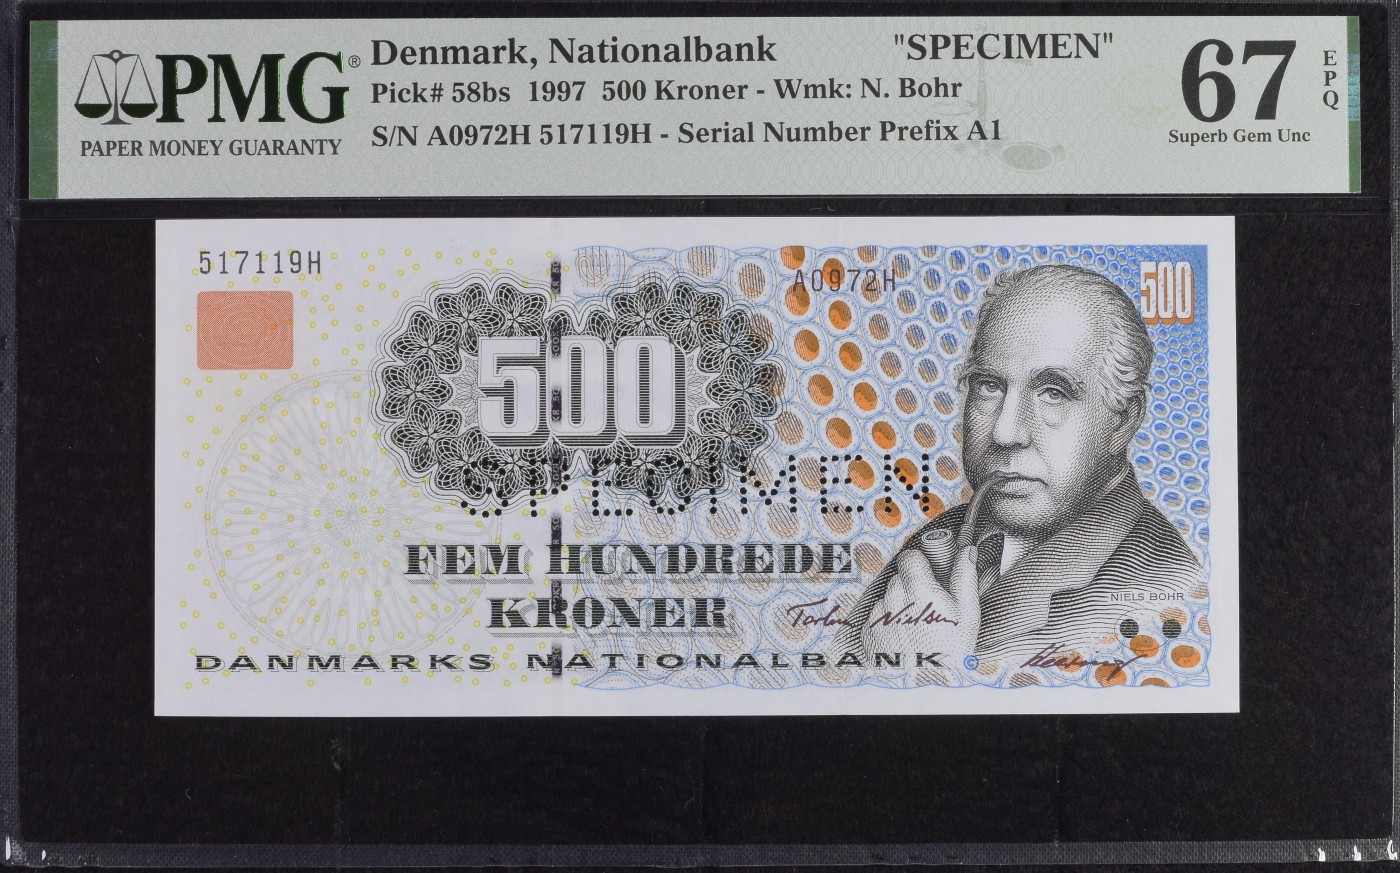 PMG®
PAPER MONEY GUARANTY
Denmark, Nationalbank "SPECIMEN"
Pick# 58bs 1997 500 Kroner - Wmk: N. Bohr
S/N A0972H 517119H - Serial Number Prefix A1
67 EPQ
Superb Gem Unc
517119H
A0972H
500
500
SPECIMEN
FEM HUNDREDE
KRONER
NIELS BOHR
DANMARKS NATIONALBANK ©